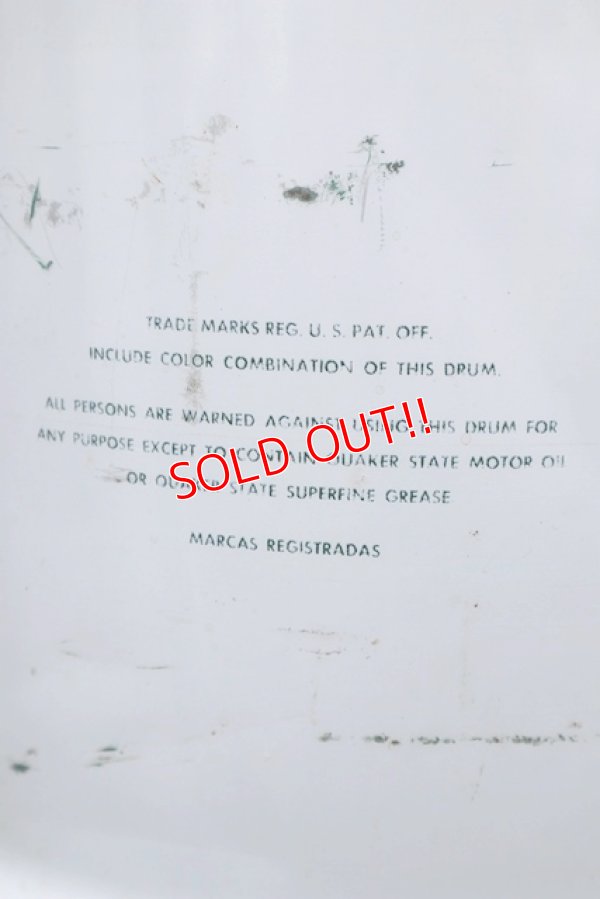 TRADE MARKS REG. U. S. PAT. OFF.
INCLUDE COLOR COMBINATION OF THIS DRUM.
ALL PERSONS ARE WARNED AGAINST USING THIS DRUM FOR
ANY PURPOSE EXCEPT TO CONTAIN QUAKER STATE MOTOR OIL
OR QUAKER STATE SUPERFINE GREASE
MARCAS REGISTRADAS
SOLD OUT!!